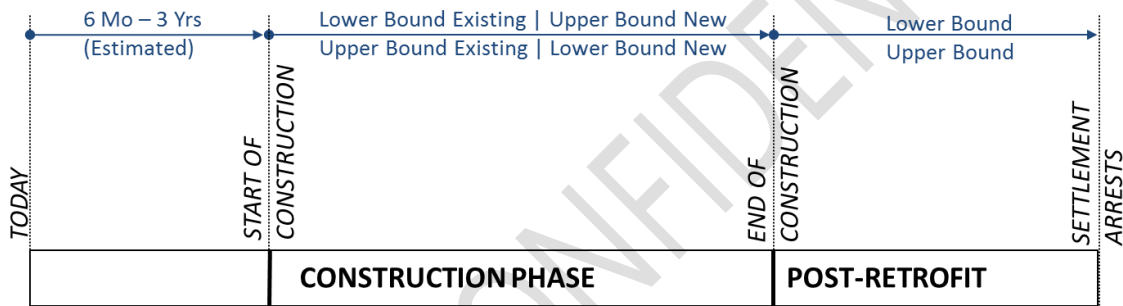 6 Mo – 3 Yrs
(Estimated)
Lower Bound Existing | Upper Bound New
Upper Bound Existing | Lower Bound New
Lower Bound
Upper Bound
TODAY
START OF
CONSTRUCTION
END OF
CONSTRUCTION
SETTLEMENT
ARRESTS
CONSTRUCTION PHASE
POST-RETROFIT
ONFIDEN